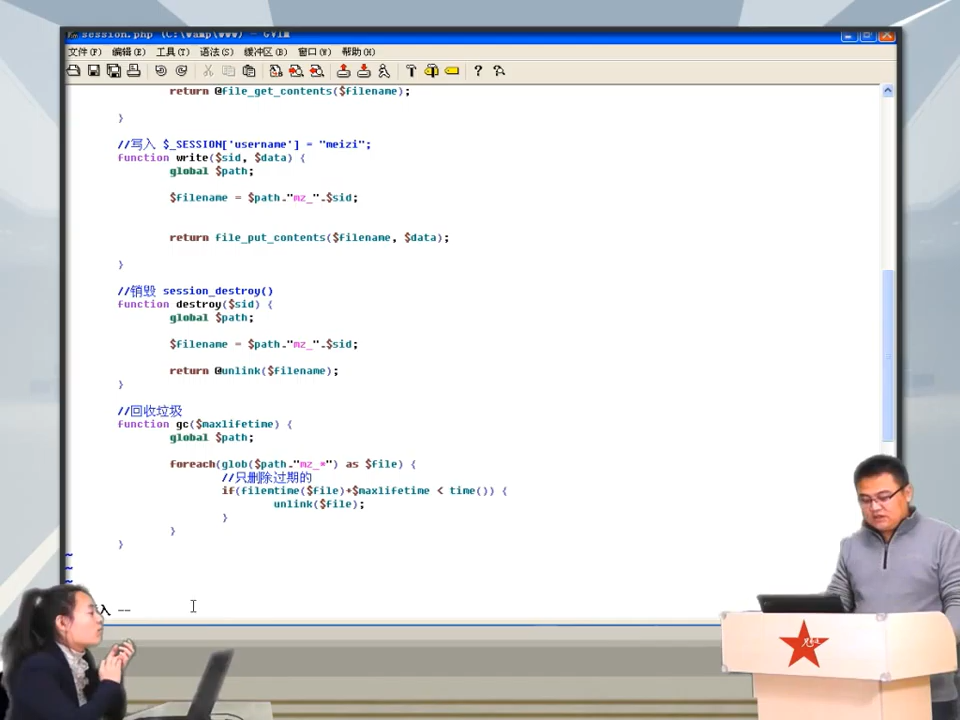 session.php (C:\wamp\www) - GVIM
文件(F) 编辑(E) 工具(T) 语法(S) 缓冲区(B) 窗口(W) 帮助(H)
return @file_get_contents($filename);
}
//写入 $_SESSION['username'] = "meizi";
function write($sid, $data) {
global $path;
$filename = $path."mz_".$sid;
return file_put_contents($filename, $data);
}
//销毁 session_destroy()
function destroy($sid) {
global $path;
$filename = $path."mz_".$sid;
return @unlink($filename);
}
//回收垃圾
function gc($maxlifetime) {
global $path;
foreach(glob($path."mz_*") as $file) {
//只删除过期的
if(filemtime($file)+$maxlifetime < time()) {
unlink($file);
}
}
}
~
~
~
入 --